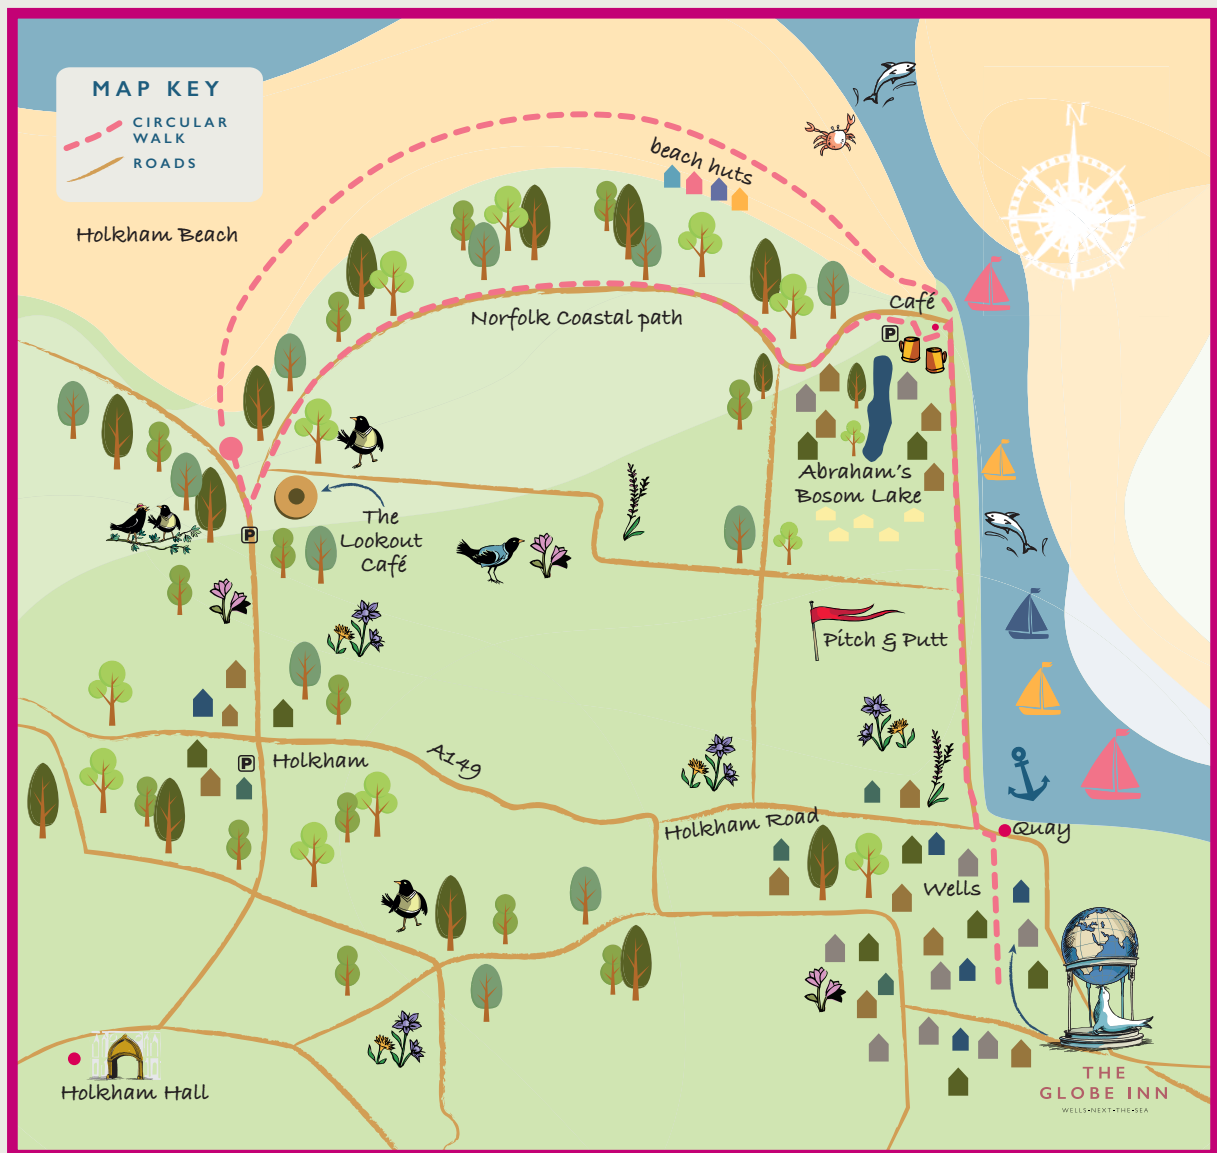 MAP KEY
CIRCULAR
WALK
ROADS
N
beach huts
Holkham Beach
Café
P
Norfolk Coastal path
Abraham's
Bosom Lake
The
Lookout
Café
P
Pitch & Putt
A149
Holkham
P
Holkham Road
Quay
Wells
Holkham Hall
THE
GLOBE INN
WELLS•NEXT•THE•SEA